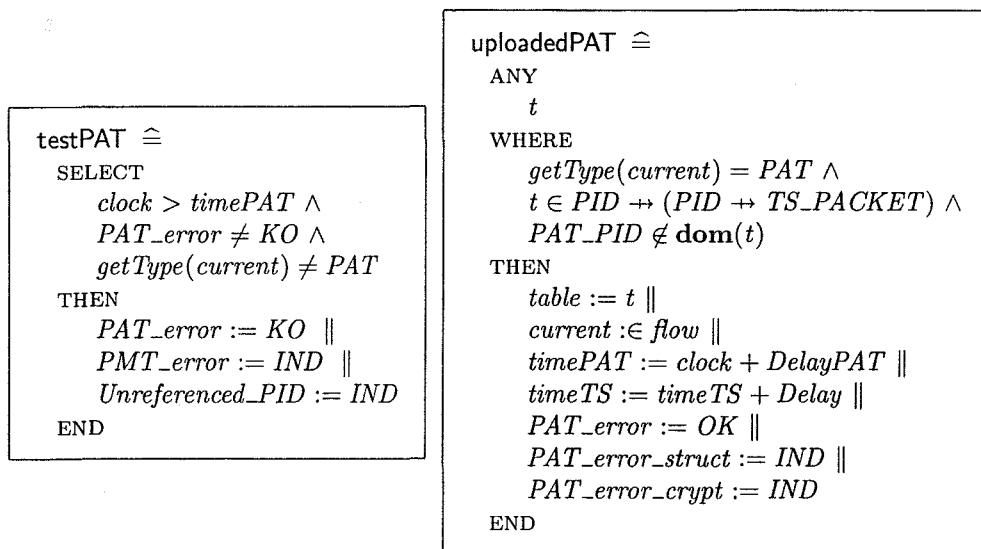 testPAT ≙
SELECT
clock > timePAT ∧
PAT_error ≠ KO ∧
getType(current) ≠ PAT
THEN
PAT_error := KO ||
PMT_error := IND ||
Unreferenced_PID := IND
END
uploadedPAT ≙
ANY
t
WHERE
getType(current) = PAT ∧
t ∈ PID ⇸ (PID ⇸ TS_PACKET) ∧
PAT_PID ∉ dom(t)
THEN
table := t ||
current :∈ flow ||
timePAT := clock + DelayPAT ||
timeTS := timeTS + Delay ||
PAT_error := OK ||
PAT_error_struct := IND ||
PAT_error_crypt := IND
END